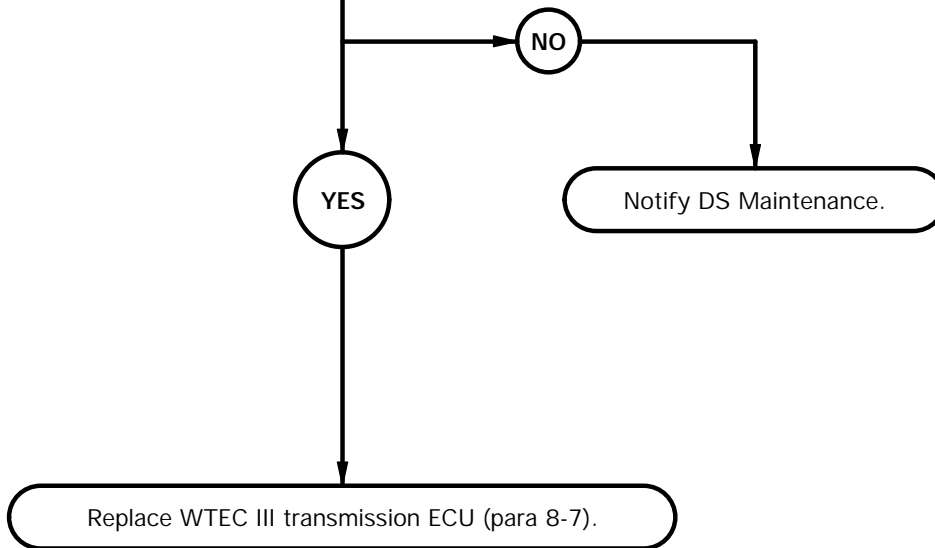 NO
YES
Notify DS Maintenance.
Replace WTEC III transmission ECU (para 8-7).